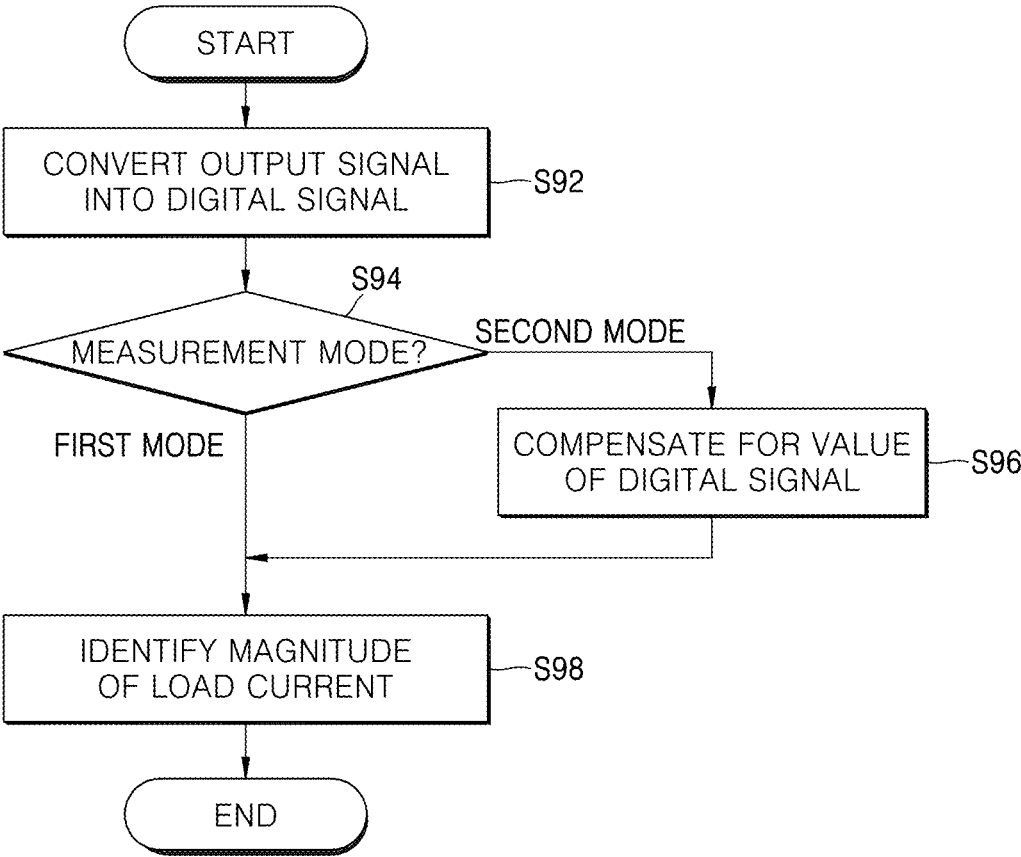 START
CONVERT OUTPUT SIGNAL
INTO DIGITAL SIGNAL
S92
S94
MEASUREMENT MODE?
SECOND MODE
FIRST MODE
COMPENSATE FOR VALUE
OF DIGITAL SIGNAL
S96
IDENTIFY MAGNITUDE
OF LOAD CURRENT
S98
END